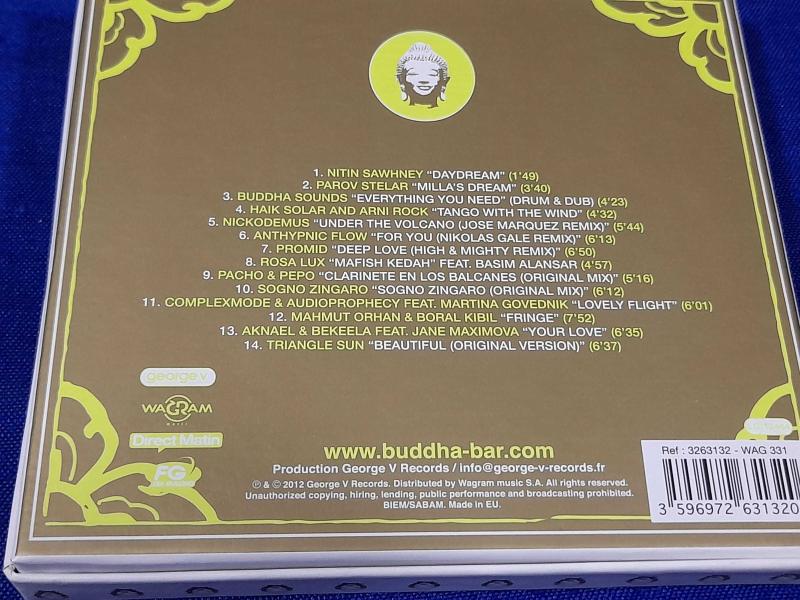 1. NITIN SAWHNEY “DAYDREAM” (1'49)
2. PAROV STELAR “MILLA'S DREAM” (3'40)
3. BUDDHA SOUNDS “EVERYTHING YOU NEED” (DRUM & DUB) (4'23)
4. HAIK SOLAR AND ARNI ROCK “TANGO WITH THE WIND” (4'32)
5. NICKODEMUS “UNDER THE VOLCANO (JOSE MARQUEZ REMIX)” (5'44)
6. ANTHYPNIC FLOW “FOR YOU (NIKOLAS GALE REMIX)” (6'13)
7. PROMID “DEEP LOVE (HIGH & MIGHTY REMIX)” (6'50)
8. ROSA LUX “MAFISH KEDAH” FEAT. BASIM ALANSAR (4'57)
9. PACHO & PEPO “CLARINETE EN LOS BALCANES (ORIGINAL MIX)” (5'16)
10. SOGNO ZINGARO “SOGNO ZINGARO (ORIGINAL MIX)” (6'12)
11. COMPLEXMODE & AUDIOPROPHECY FEAT. MARTINA GOVEDNIK “LOVELY FLIGHT” (6'01)
12. MAHMUT ORHAN & BORAL KIBIL “FRINGE” (7'52)
13. AKNAEL & BEKEELA FEAT. JANE MAXIMOVA “YOUR LOVE” (6'35)
14. TRIANGLE SUN “BEAUTIFUL (ORIGINAL VERSION)” (6'37)
george v
WAGRAM
music
Direct Matin
FG
www.buddha-bar.com
Production George V Records / info@george-v-records.fr
℗ & © 2012 George V Records. Distributed by Wagram music S.A. All rights reserved.
Unauthorized copying, hiring, lending, public performance and broadcasting prohibited.
BIEM/SABAM. Made in EU.
Ref : 3263132 - WAG 331
3 596972 631320